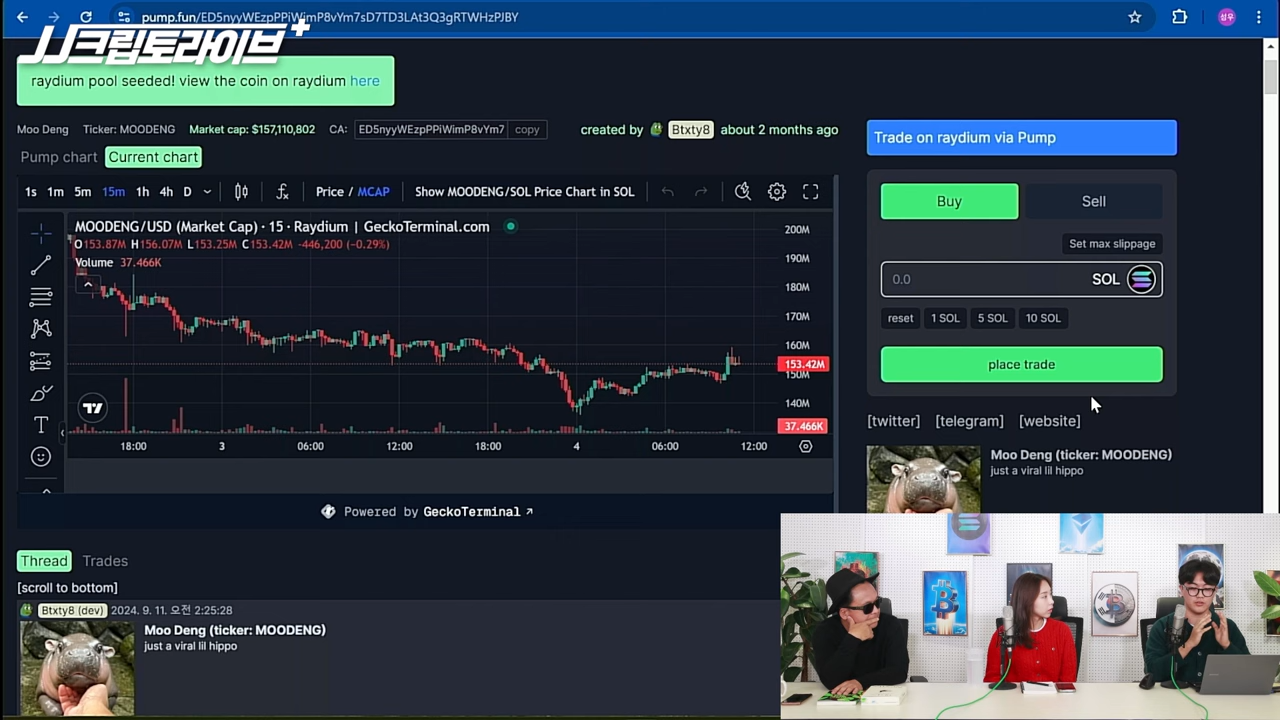 pump.fun/ED5nyyWEzpPPiWimP8vYm7sD7TD3LAt3Q3gRTWHzPJBY
성우
JJ크립토라이브+
raydium pool seeded! view the coin on raydium here
Moo Deng Ticker: MOODENG Market cap: $157,110,802 CA: ED5nyyWEzpPPiWimP8vYm7 copy created by Btxty8 about 2 months ago
Trade on raydium via Pump
Pump chart Current chart
1s 1m 5m 15m 1h 4h D Price / MCAP Show MOODENG/SOL Price Chart in SOL
Buy Sell
MOODENG/USD (Market Cap) · 15 · Raydium | GeckoTerminal.com
O153.87M H156.07M L153.25M C153.42M -446,200 (-0.29%)
Volume 37.466K
200M
190M
180M
170M
160M
153.42M
150M
140M
37.466K
18:00 3 06:00 12:00 18:00 4 06:00 12:00
Set max slippage
0.0 SOL
reset 1 SOL 5 SOL 10 SOL
place trade
[twitter] [telegram] [website]
Moo Deng (ticker: MOODENG)
just a viral lil hippo
Powered by GeckoTerminal
Thread Trades
[scroll to bottom]
Btxty8 (dev) 2024. 9. 11. 오전 2:25:28
Moo Deng (ticker: MOODENG)
just a viral lil hippo